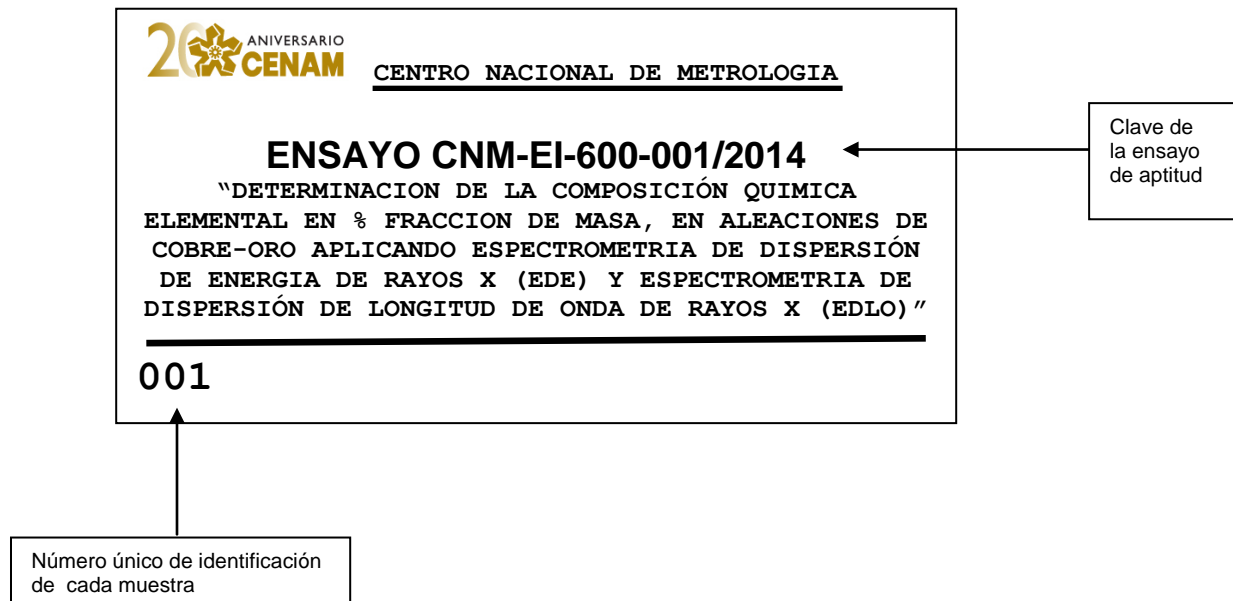 20 ANIVERSARIO
CENAM
CENTRO NACIONAL DE METROLOGIA
ENSAYO CNM-EI-600-001/2014
"DETERMINACION DE LA COMPOSICIÓN QUIMICA
ELEMENTAL EN % FRACCION DE MASA, EN ALEACIONES DE
COBRE-ORO APLICANDO ESPECTROMETRIA DE DISPERSIÓN
DE ENERGIA DE RAYOS X (EDE) Y ESPECTROMETRIA DE
DISPERSIÓN DE LONGITUD DE ONDA DE RAYOS X (EDLO)"
001
Clave de
la ensayo
de aptitud
Número único de identificación
de cada muestra